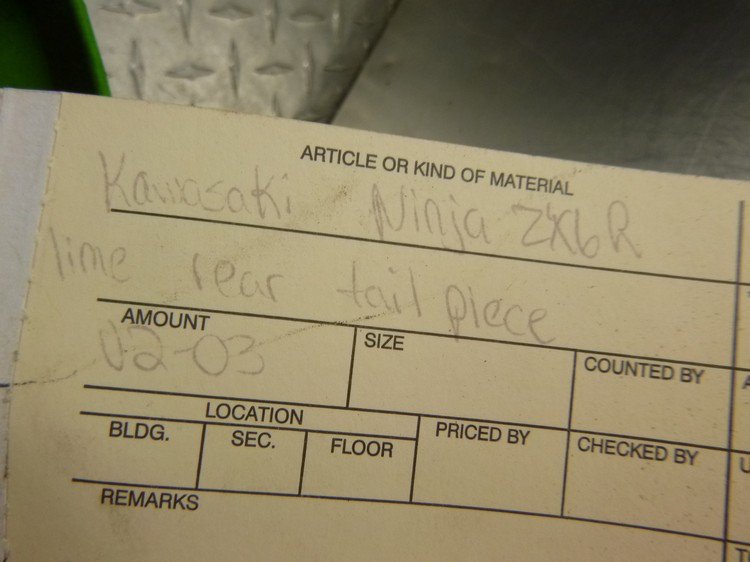 ARTICLE OR KIND OF MATERIAL
Kawasaki Ninja ZX6R
lime rear tail piece
AMOUNT
02-03
SIZE
COUNTED BY
LOCATION
BLDG.
SEC.
FLOOR
PRICED BY
CHECKED BY
REMARKS